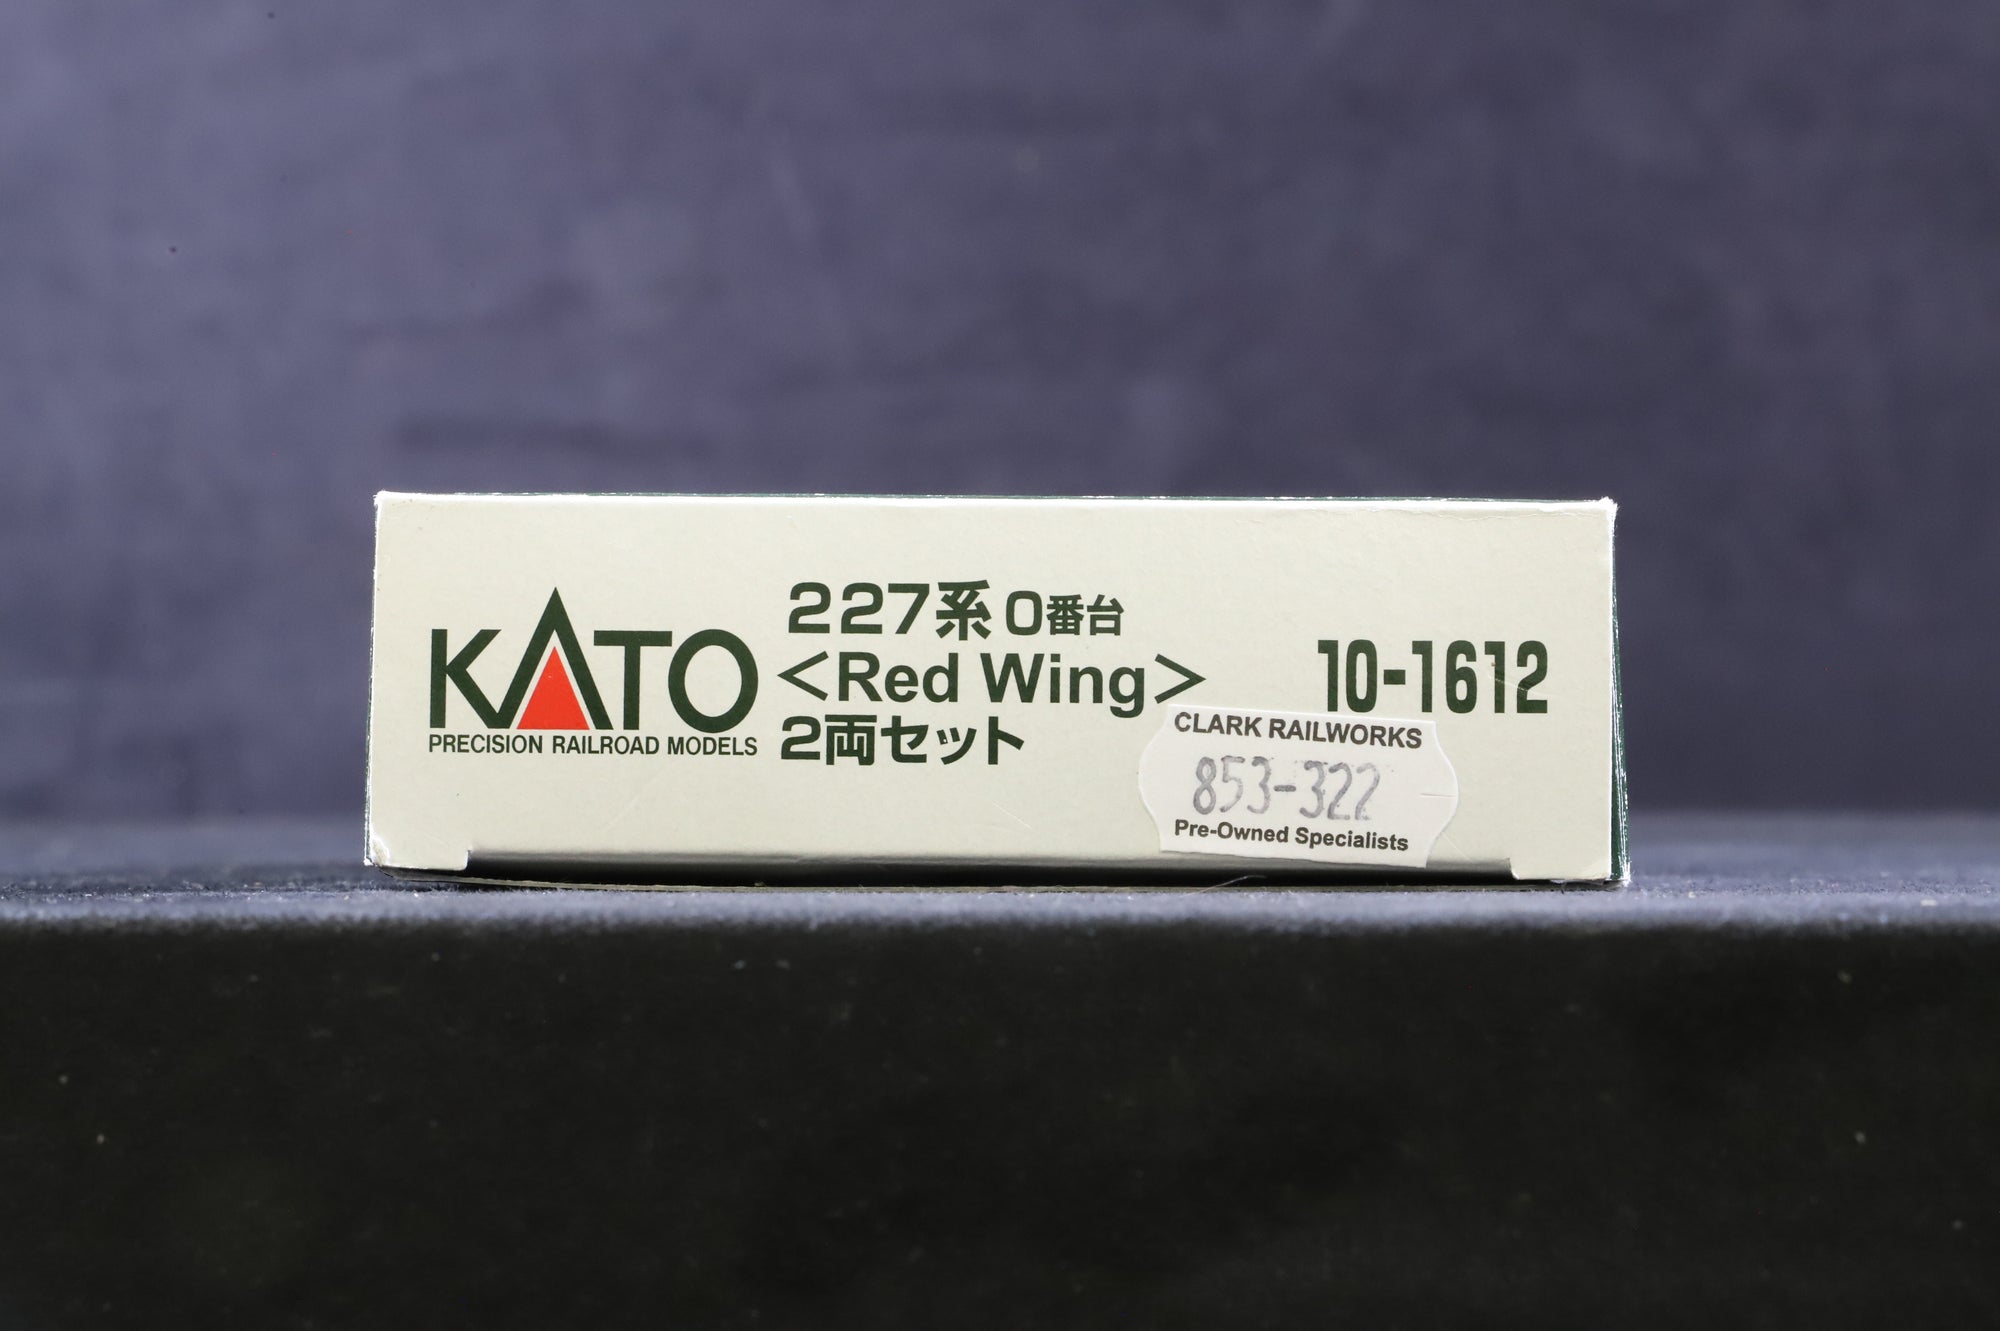 KATO
PRECISION RAILROAD MODELS
227系 0番台
<Red Wing>
2両セット
10-1612
CLARK RAILWORKS
853-322
Pre-Owned Specialists